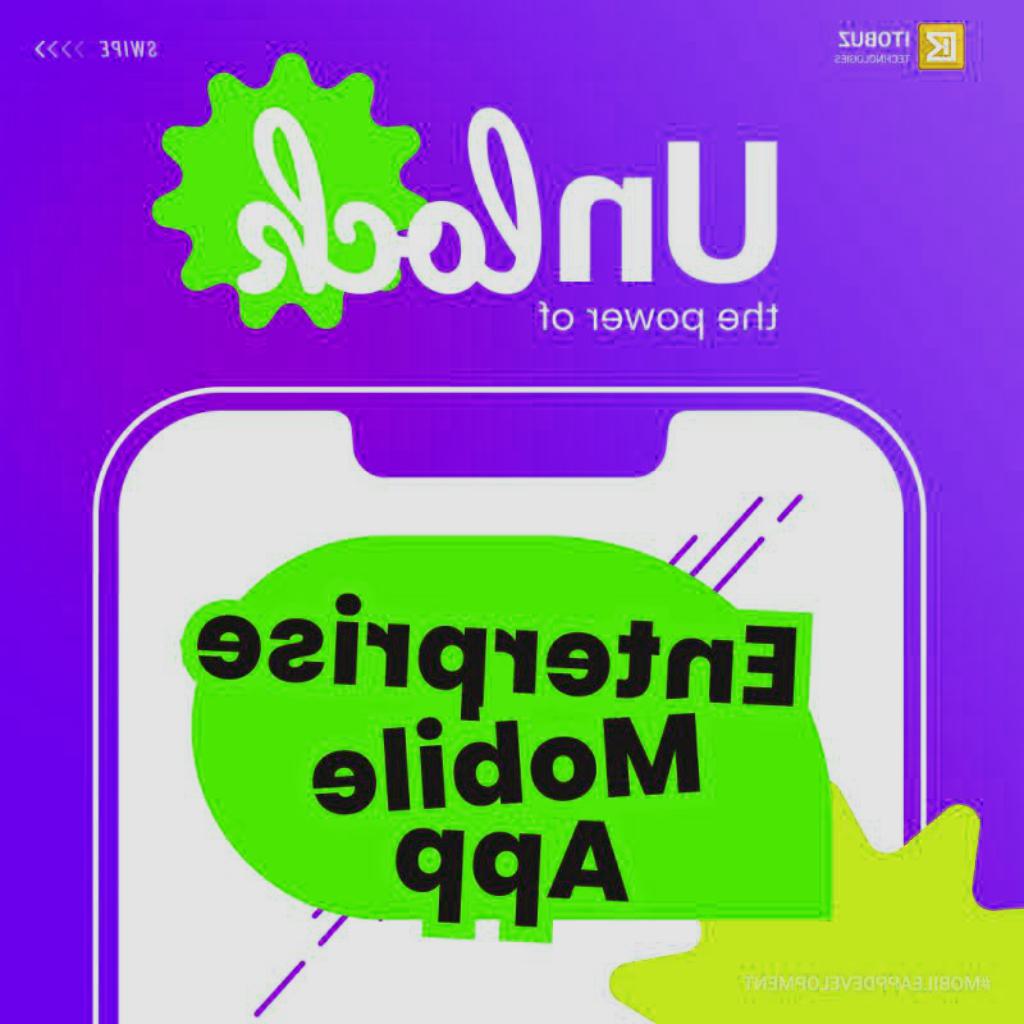 ITOBUZ
TECHNOLOGIES
SWIPE
Unlock
the power of
Enterprise
Mobile
App
#MOBILEAPPDEVELOPMENT